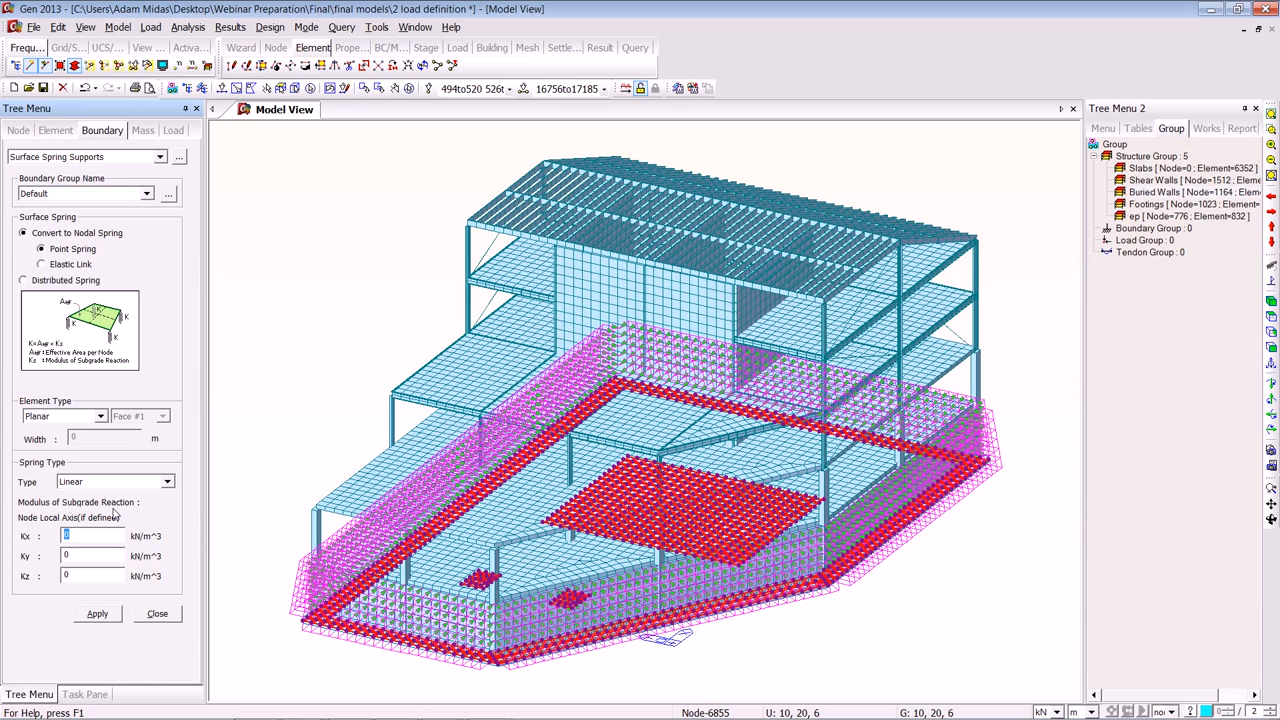 Gen 2013 - [C:\Users\Adam Midas\Desktop\Webinar Preparation\Final\final models\2 load definition *] - [Model View]
File Edit View Model Load Analysis Results Design Mode Query Tools Window Help
Frequ... Grid/S... UCS/... View ... Activa... Wizard Node Element Prope... BC/M... Stage Load Building Mesh Settle... Result Query
494to520 526t 16756to17185
Tree Menu
Model View
Tree Menu 2
Node Element Boundary Mass Load
Menu Tables Group Works Report
Surface Spring Supports ...
Boundary Group Name
Default ...
Surface Spring
Convert to Nodal Spring
Point Spring
Elastic Link
Distributed Spring
K=Aeff × Ks
Aeff : Effective Area per Node
Ks : Modulus of Subgrade Reaction
Element Type
Planar Face #1
Width : 0 m
Spring Type
Type Linear
Modulus of Subgrade Reaction :
Node Local Axis(if define
Kx : 0 kN/m^3
Ky : 0 kN/m^3
Kz : 0 kN/m^3
Apply Close
Group
Structure Group : 5
Slabs [ Node=0 ; Element=6352 ]
Shear Walls [ Node=1512 ; Elem
Buried Walls [ Node=1164 ; Eleme
Footings [ Node=1023 ; Element=
ep [ Node=776 ; Element=832 ]
Boundary Group : 0
Load Group : 0
Tendon Group : 0
Tree Menu Task Pane
For Help, press F1 Node-6855 U: 10, 20, 6 G: 10, 20, 6 kN m no / 2